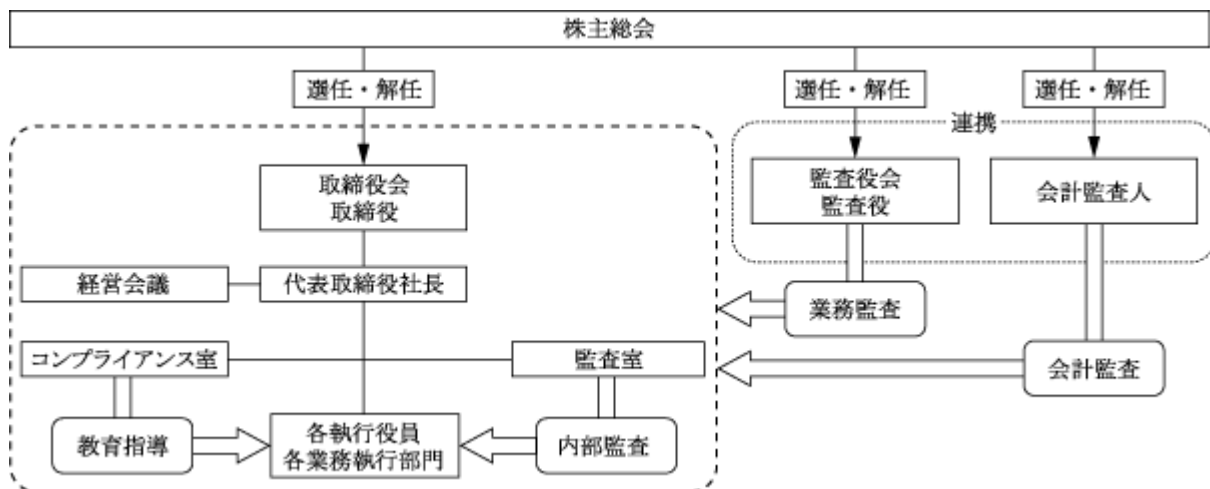 株主総会
選任・解任
選任・解任
選任・解任
連携
取締役会
取締役
監査役会
監査役
会計監査人
経営会議
代表取締役社長
業務監査
コンプライアンス室
監査室
会計監査
教育指導
各執行役員
各業務執行部門
内部監査